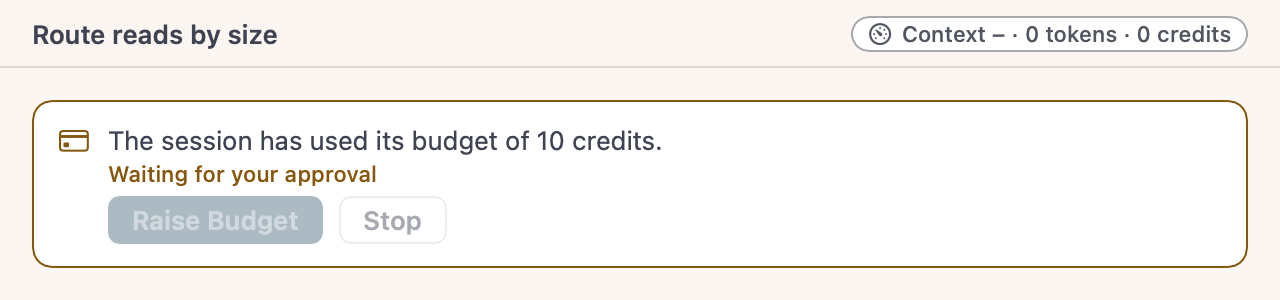 Route reads by size
Context – · 0 tokens · 0 credits
The session has used its budget of 10 credits.
Waiting for your approval
Raise Budget
Stop